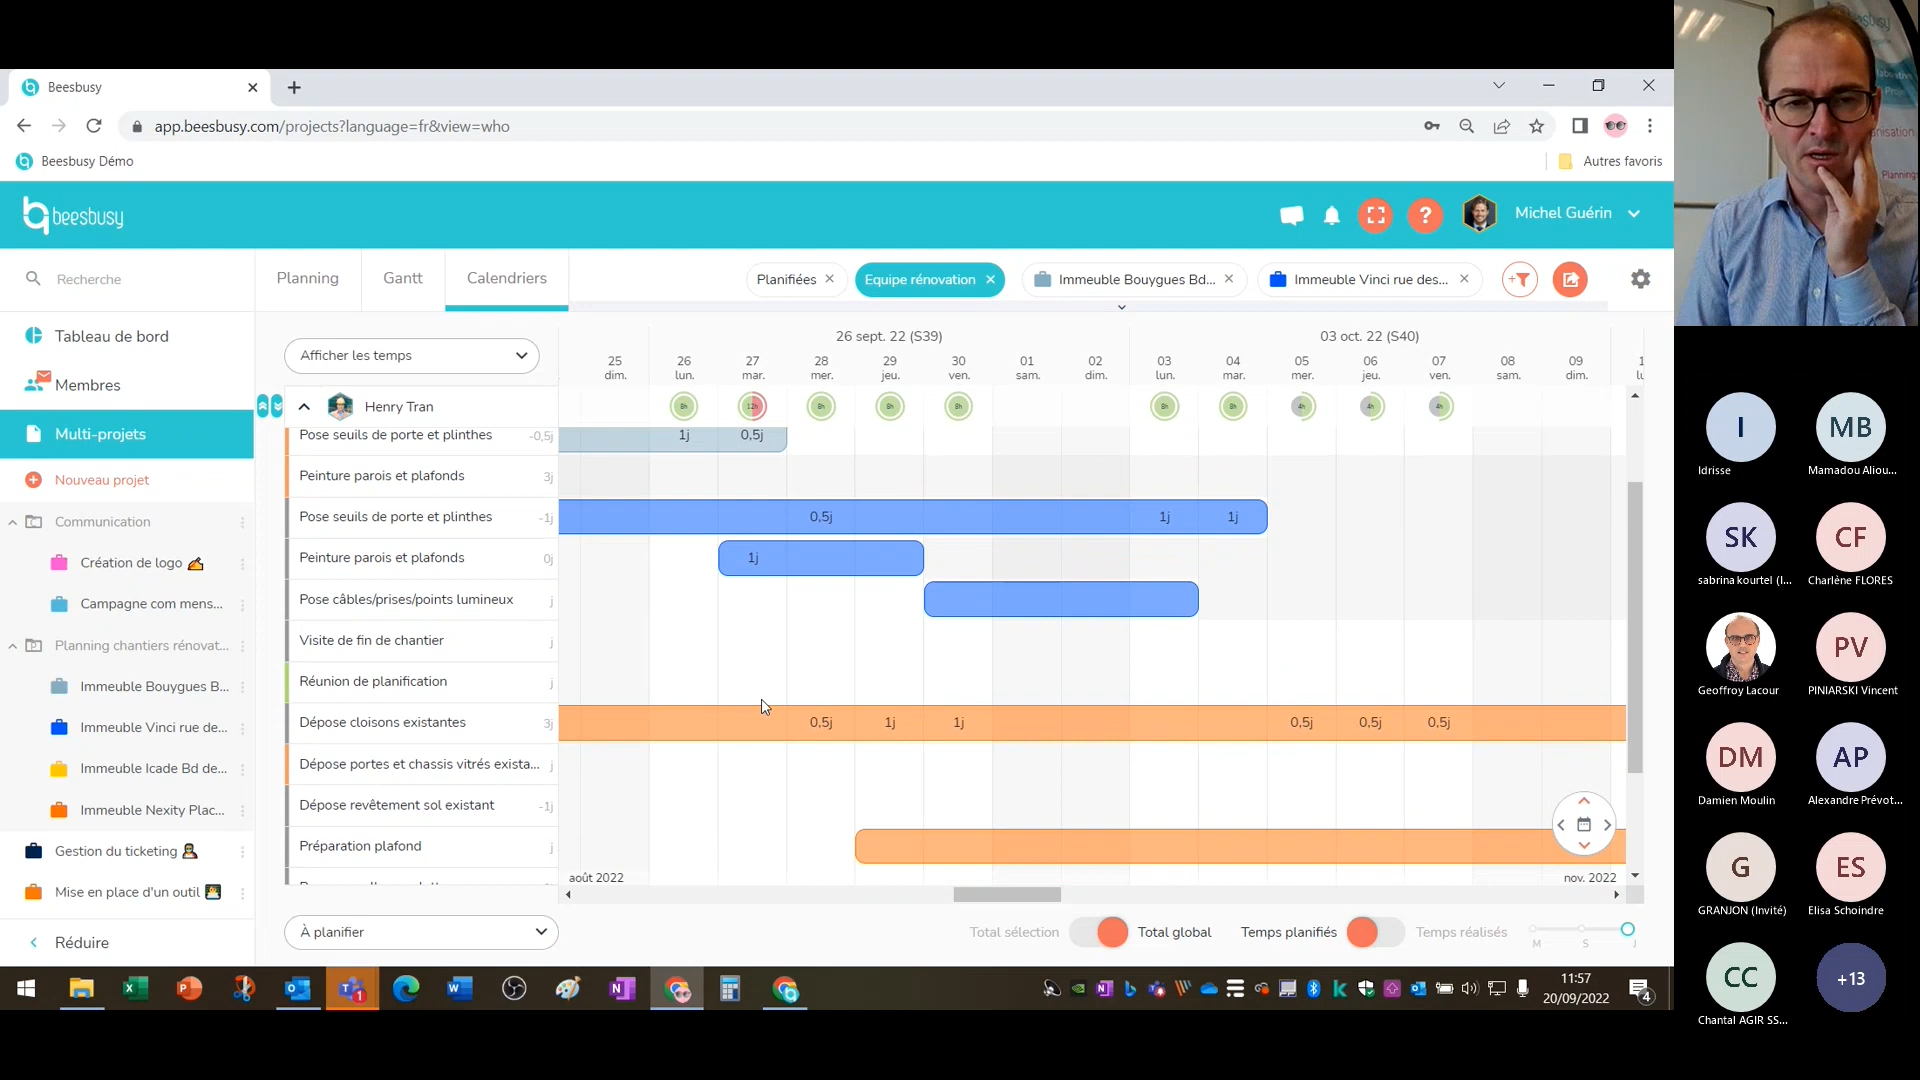 Beesbusy
app.beesbusy.com/projects?language=fr&view=who
Beesbusy Démo
Autres favoris
beesbusy
Michel Guérin
Recherche
Planning
Gantt
Calendriers
Planifiées
Equipe rénovation
Immeuble Bouygues Bd...
Immeuble Vinci rue des...
Tableau de bord
Membres
Multi-projets
Nouveau projet
Communication
Création de logo
Campagne com mens...
Planning chantiers rénovat...
Immeuble Bouygues B...
Immeuble Vinci rue de...
Immeuble Icade Bd de...
Immeuble Nexity Plac...
Gestion du ticketing
Mise en place d'un outil
Réduire
Afficher les temps
26 sept. 22 (S39)
03 oct. 22 (S40)
25 26 27 28 29 30 01 02 03 04 05 06 07 08 09
dim. lun. mar. mer. jeu. ven. sam. dim. lun. mar. mer. jeu. ven. sam. dim.
Henry Tran
8h 12h 8h 8h 8h 8h 8h 4h 4h 4h
Pose seuils de porte et plinthes -0,5j 1j 0,5j
Peinture parois et plafonds 3j
Pose seuils de porte et plinthes -1j 0,5j 1j 1j
Peinture parois et plafonds 0j 1j
Pose câbles/prises/points lumineux j
Visite de fin de chantier j
Réunion de planification j
Dépose cloisons existantes 3j 0,5j 1j 1j 0,5j 0,5j 0,5j
Dépose portes et chassis vitrés exista... j
Dépose revêtement sol existant -1j
Préparation plafond j
août 2022
nov. 2022
À planifier
Total sélection
Total global
Temps planifiés
Temps réalisés
M S J
11:57
20/09/2022
4
1
I
Idrisse
MB
Mamadou Aliou...
SK
sabrina kourtel (I...
CF
Charlène FLORES
Geoffroy Lacour
PV
PINIARSKI Vincent
DM
Damien Moulin
AP
Alexandre Prévot...
G
GRANJON (Invité)
ES
Elisa Schoindre
CC
Chantal AGIR SS...
+13